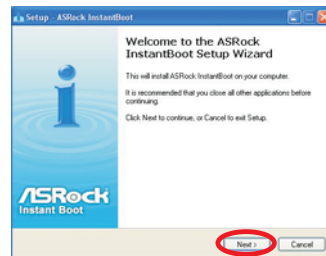 Setup - ASRock InstantBoot
Welcome to the ASRock
InstantBoot Setup Wizard
This will install ASRock InstantBoot on your computer.
It is recommended that you close all other applications before
continuing.
Click Next to continue, or Cancel to exit Setup.
ASRock
Instant Boot
Next >
Cancel